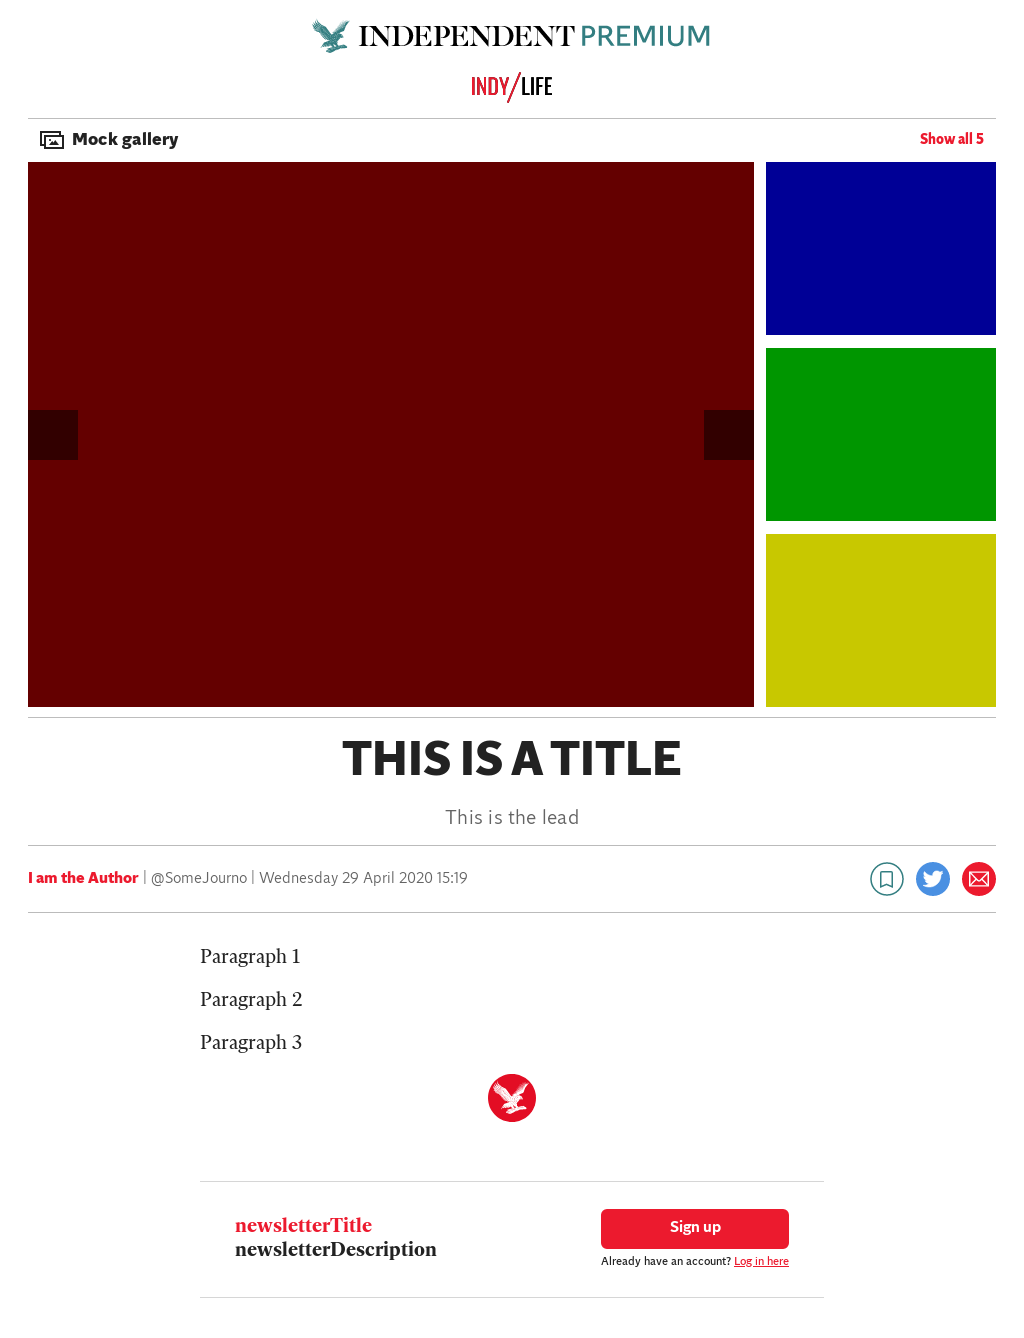 INDEPENDENT PREMIUM
INDY/LIFE
Mock gallery
Show all 5
THIS IS A TITLE
This is the lead
I am the Author | @SomeJourno | Wednesday 29 April 2020 15:19
Paragraph 1
Paragraph 2
Paragraph 3
newsletterTitle
newsletterDescription
Sign up
Already have an account? Log in here